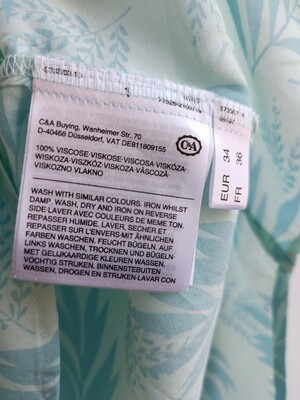 C&A Buying, Wanheimer Str. 70
D-40468 Düsseldorf, VAT DE811809155
C&A
100% VISCOSE-VISKOSE-VISCOSA-VISKÓZA-
WISKOZA-VISZKÓZ-VISKOZA-VÂSCOZĂ-
VISKOZNO VLAKNO
WASH WITH SIMILAR COLOURS. IRON WHILST
DAMP. WASH, DRY AND IRON ON REVERSE
SIDE-LAVER AVEC COULEURS DE MEME TON.
REPASSER HUMIDE. LAVER, SECHER ET
REPASSER SUR L'ENVERS-MIT ÄHNLICHEN
FARBEN WASCHEN. FEUCHT BÜGELN. AUF
LINKS WASCHEN, TROCKNEN UND BÜGELN-
MET GELIJKAARDIGE KLEUREN WASSEN.
VOCHTIG STRIJKEN. BINNENSTEBUITEN
WASSEN, DROGEN EN STRIJKEN-LAVAR CON
EUR 34
FR 36